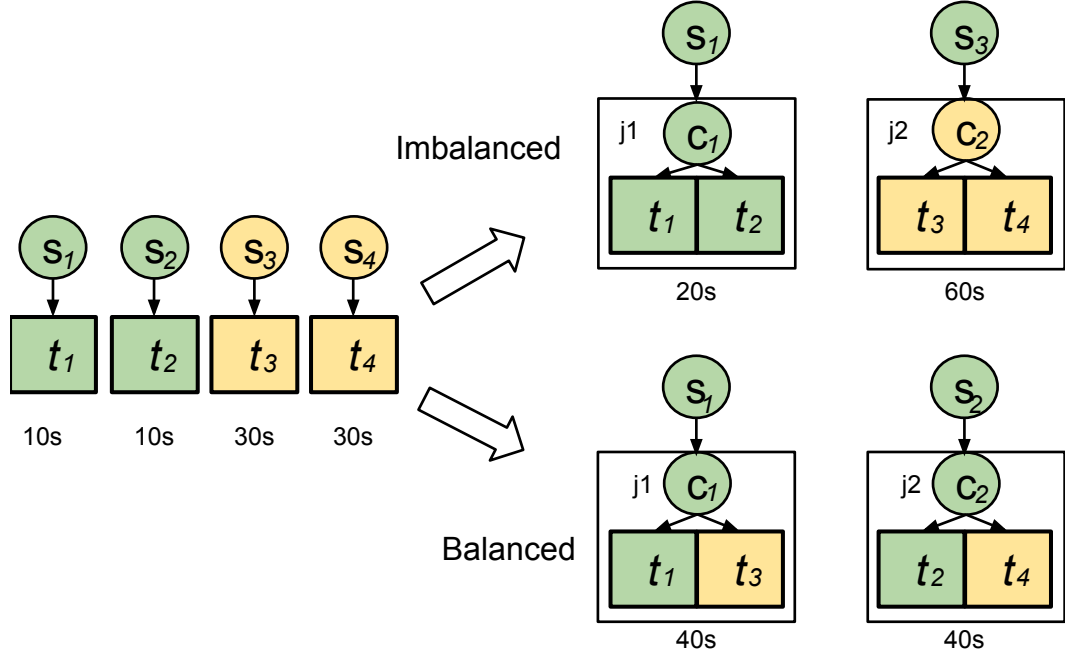 s1 s2 s3 s4
t1 t2 t3 t4
10s 10s 30s 30s
Imbalanced
s1 s3
j1 c1 j2 c2
t1 t2 t3 t4
20s 60s
Balanced
s1 s2
j1 c1 j2 c2
t1 t3 t2 t4
40s 40s